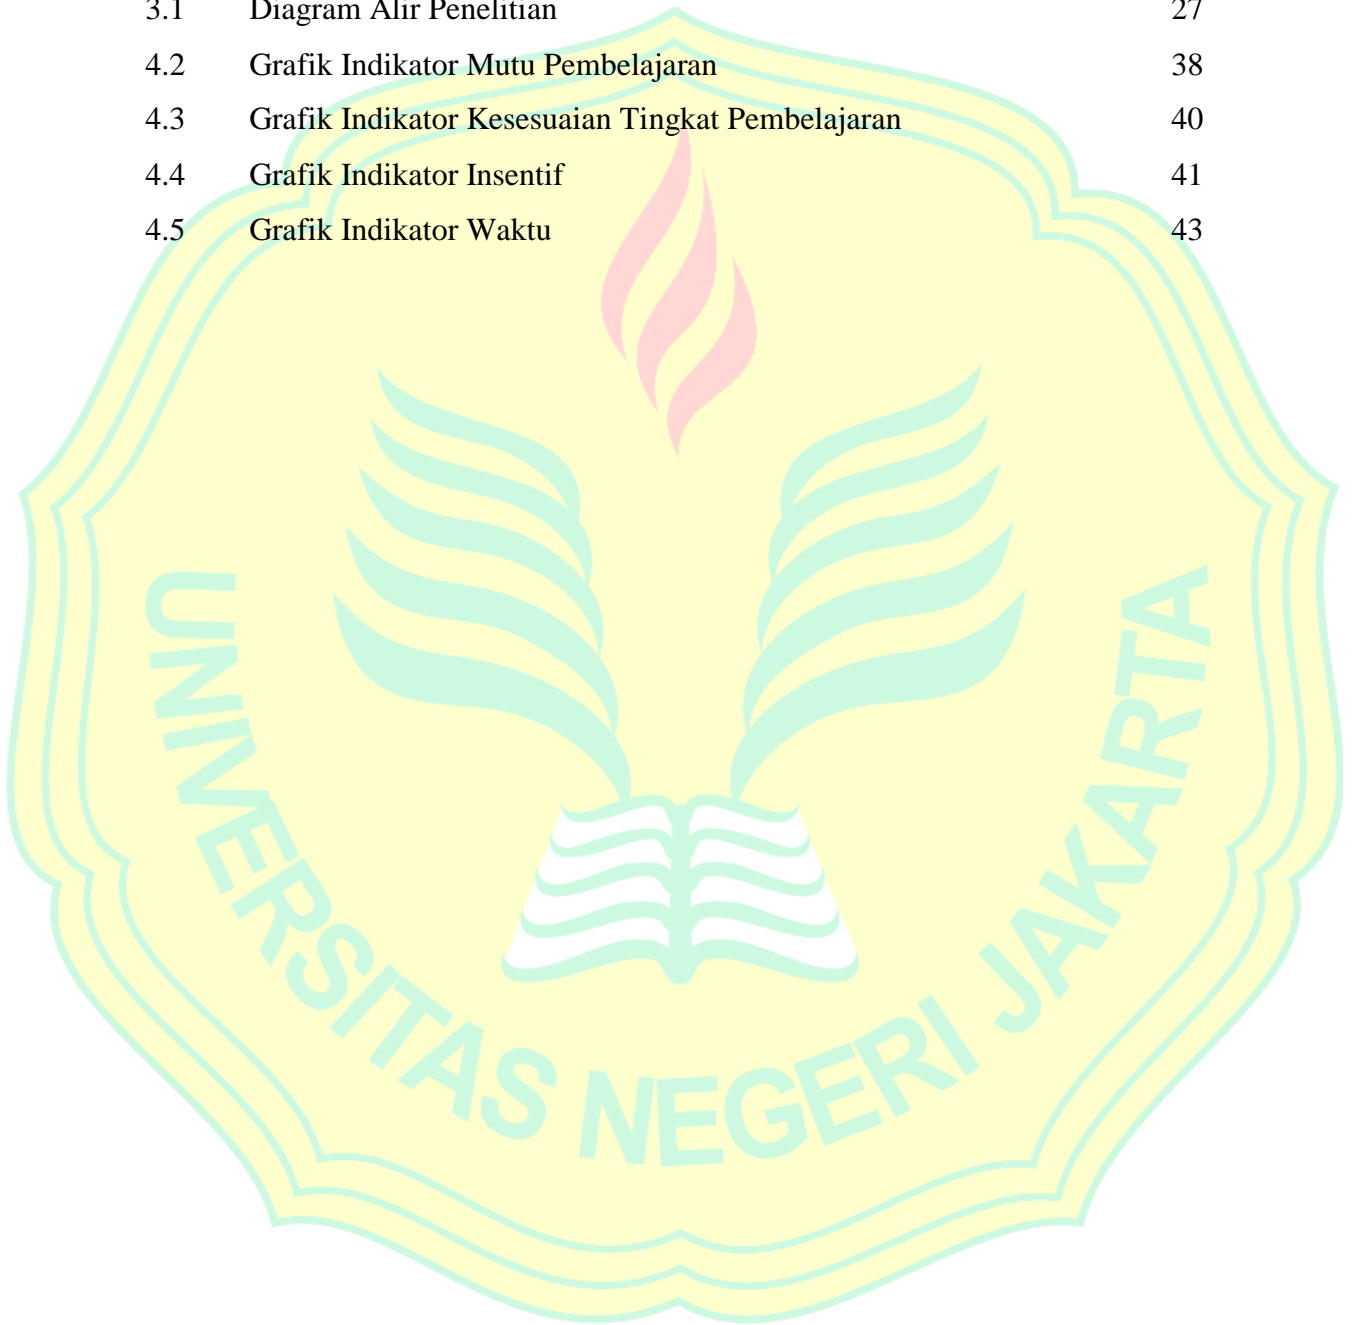 3.1 Diagram Alir Penelitian 27
4.2 Grafik Indikator Mutu Pembelajaran 38
4.3 Grafik Indikator Kesesuaian Tingkat Pembelajaran 40
4.4 Grafik Indikator Insentif 41
4.5 Grafik Indikator Waktu 43
UNIVERSITAS NEGERI JAKARTA